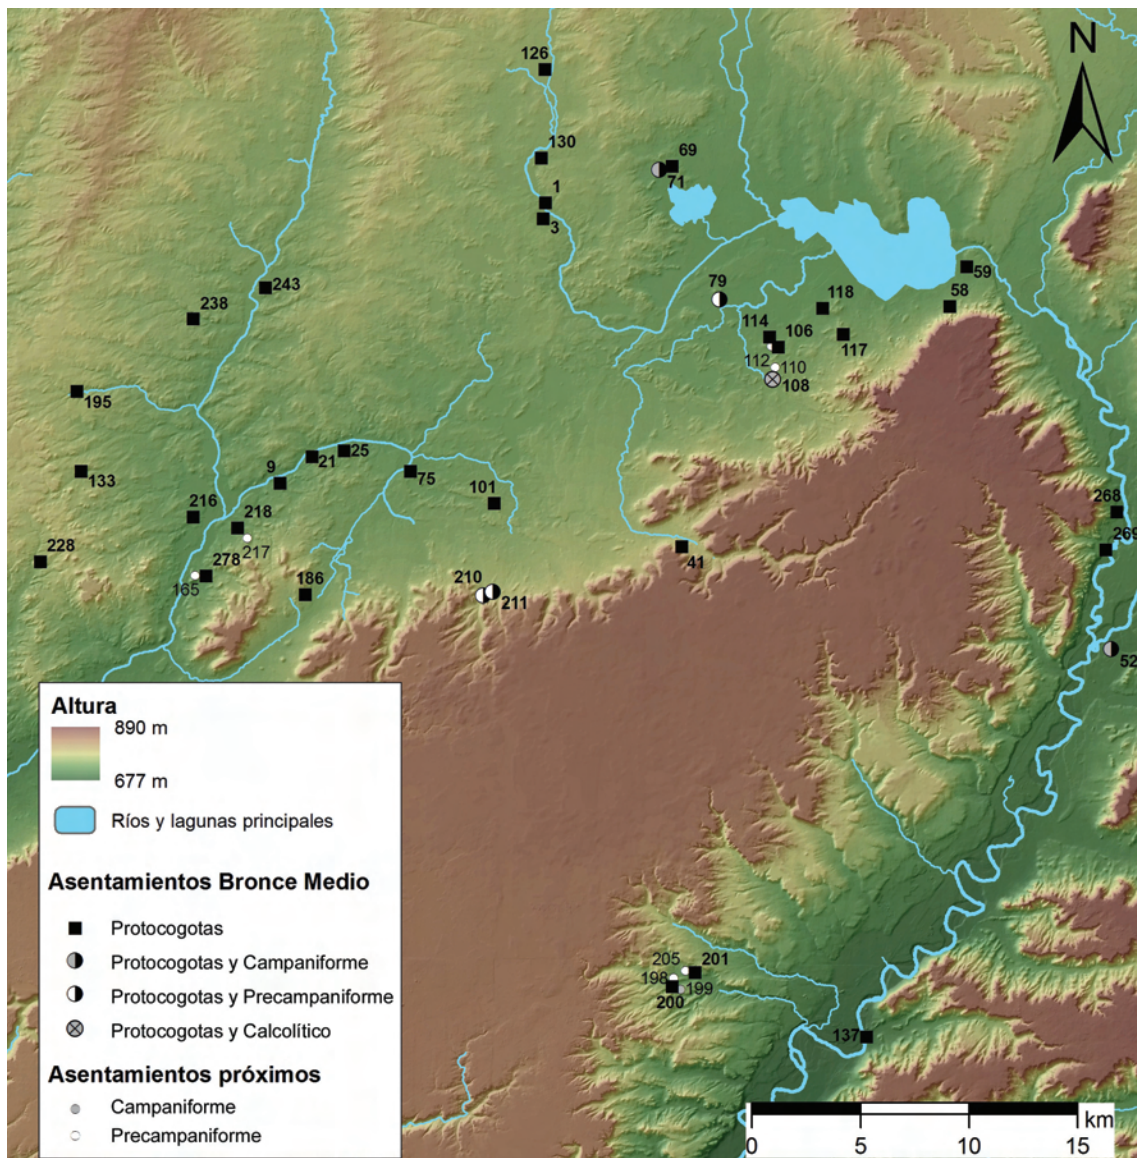 N
126
130
1
3
69
71
59
58
79
118
114
106
117
112
110
108
243
238
195
133
9
21
25
75
101
216
218
217
228
165
278
186
210
211
41
268
269
52
Altura
890 m
677 m
Ríos y lagunas principales
Asentamientos Bronce Medio
Protocogotas
Protocogotas y Campaniforme
Protocogotas y Precampaniforme
Protocogotas y Calcolítico
Asentamientos próximos
Campaniforme
Precampaniforme
205
201
198
199
200
137
km
0 5 10 15